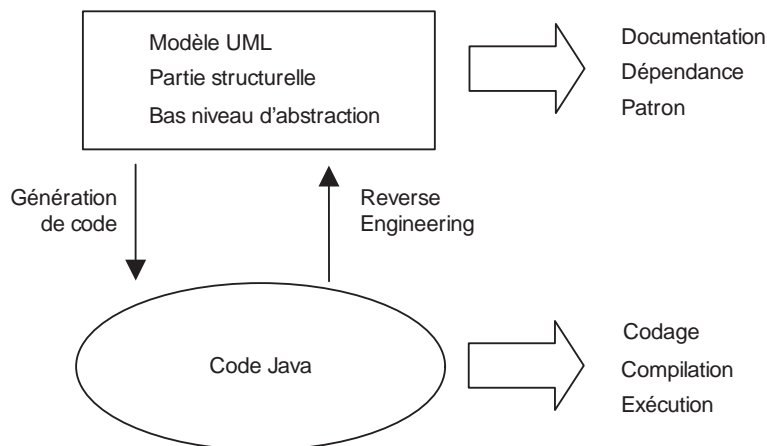 Modèle UML
Partie structurelle
Bas niveau d'abstraction
Documentation
Dépendance
Patron
Génération
de code
Reverse
Engineering
Code Java
Codage
Compilation
Exécution